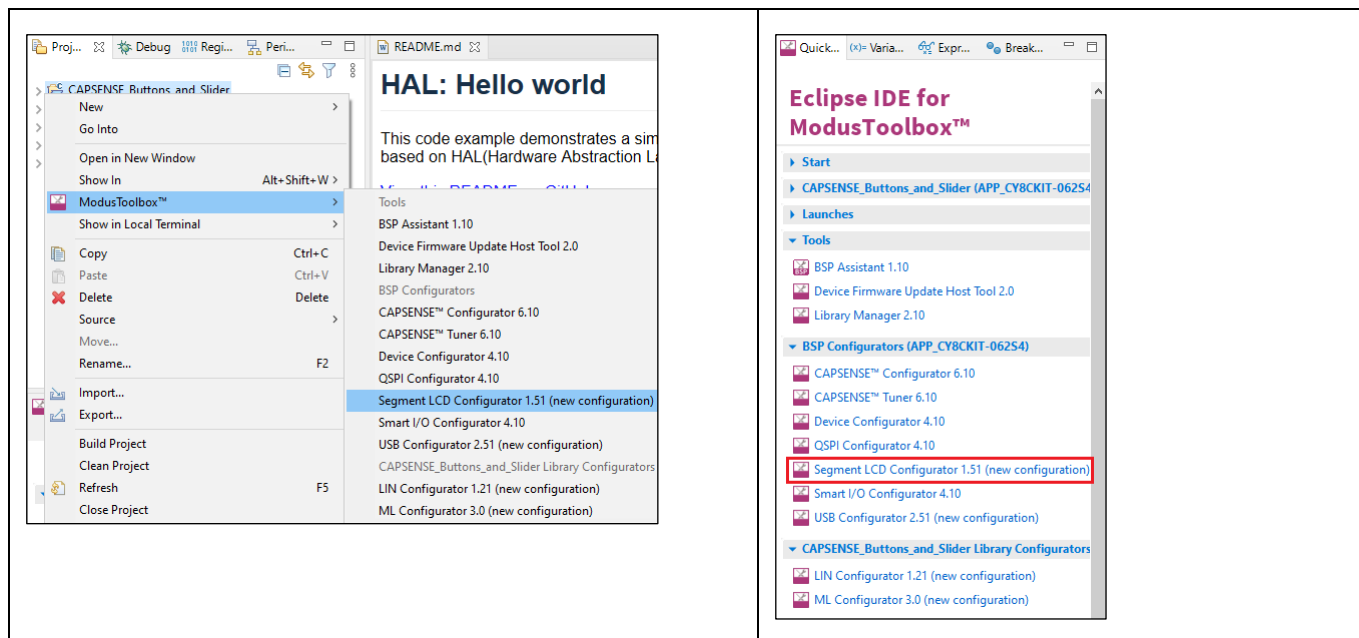 Proj... Debug Regi... Peri... README.md
CAPSENSE_Buttons_and_Slider
New
Go Into
Open in New Window
Show In Alt+Shift+W >
ModusToolbox™
Show in Local Terminal
Copy Ctrl+C
Paste Ctrl+V
Delete Delete
Source
Move...
Rename... F2
Import...
Export...
Build Project
Clean Project
Refresh F5
Close Project
HAL: Hello world
This code example demonstrates a sim
based on HAL(Hardware Abstraction La
Tools
BSP Assistant 1.10
Device Firmware Update Host Tool 2.0
Library Manager 2.10
BSP Configurators
CAPSENSE™ Configurator 6.10
CAPSENSE™ Tuner 6.10
Device Configurator 4.10
QSPI Configurator 4.10
Segment LCD Configurator 1.51 (new configuration)
Smart I/O Configurator 4.10
USB Configurator 2.51 (new configuration)
CAPSENSE_Buttons_and_Slider Library Configurators
LIN Configurator 1.21 (new configuration)
ML Configurator 3.0 (new configuration)
Quick... (x)= Varia... Expr... Break...
Eclipse IDE for
ModusToolbox™
Start
CAPSENSE_Buttons_and_Slider (APP_CY8CKIT-062S4
Launches
Tools
BSP Assistant 1.10
Device Firmware Update Host Tool 2.0
Library Manager 2.10
BSP Configurators (APP_CY8CKIT-062S4)
CAPSENSE™ Configurator 6.10
CAPSENSE™ Tuner 6.10
Device Configurator 4.10
QSPI Configurator 4.10
Segment LCD Configurator 1.51 (new configuration)
Smart I/O Configurator 4.10
USB Configurator 2.51 (new configuration)
CAPSENSE_Buttons_and_Slider Library Configurators
LIN Configurator 1.21 (new configuration)
ML Configurator 3.0 (new configuration)